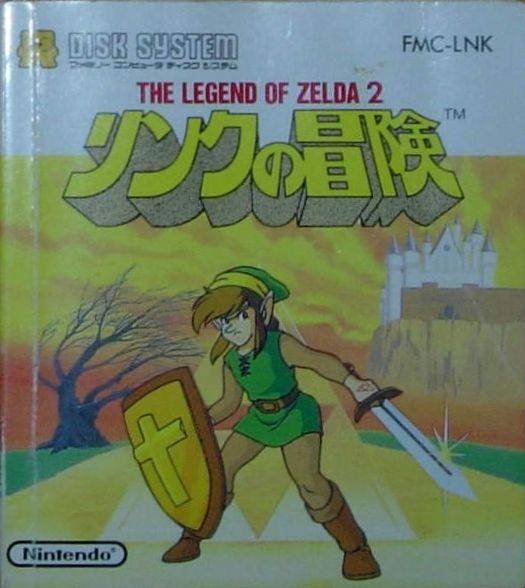 DISK SYSTEM
FMC-LNK
ファミリー コンピュータ ディスク システム
THE LEGEND OF ZELDA 2
リンクの冒険 TM
Nintendo®